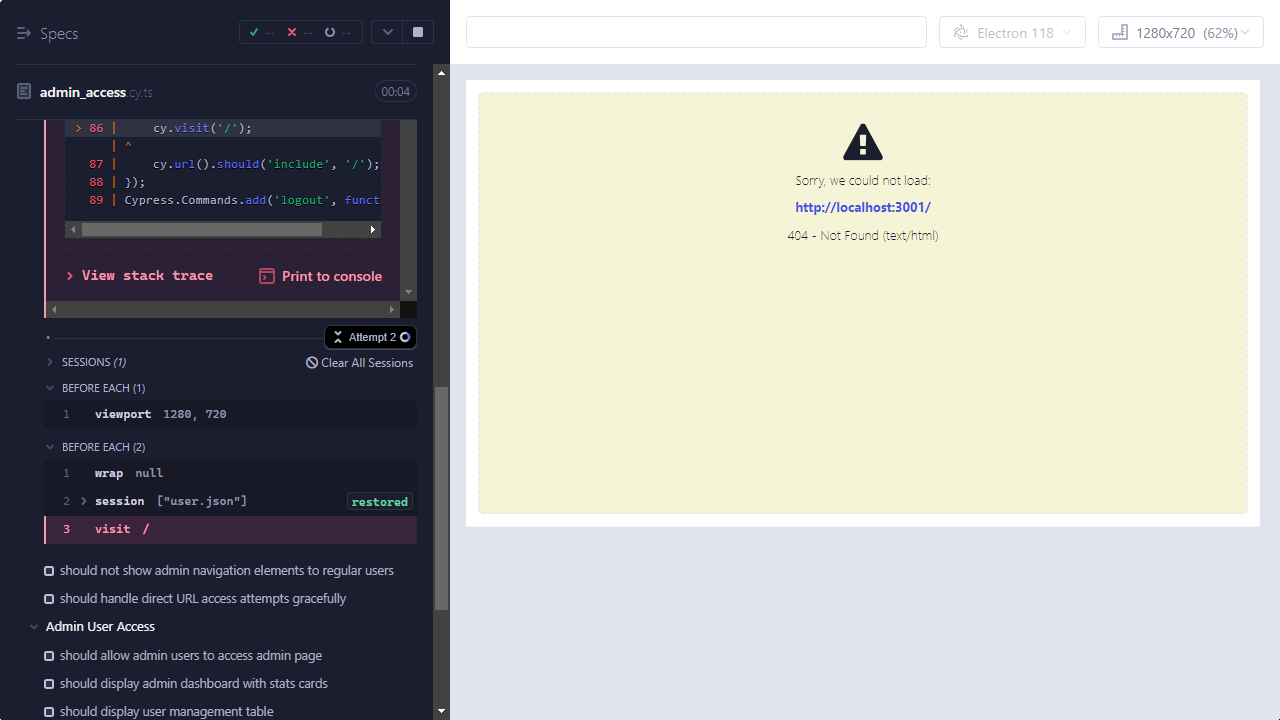 Specs
-- -- --
Electron 118
1280x720 (62%)
admin_access.cy.ts
00:04
> 86 | cy.visit('/');
| ^
87 | cy.url().should('include', '/');
88 | });
89 | Cypress.Commands.add('logout', funct
View stack trace
Print to console
Attempt 2
SESSIONS (1)
Clear All Sessions
BEFORE EACH (1)
1 viewport 1280, 720
BEFORE EACH (2)
1 wrap null
2 session ["user.json"] restored
3 visit /
should not show admin navigation elements to regular users
should handle direct URL access attempts gracefully
Admin User Access
should allow admin users to access admin page
should display admin dashboard with stats cards
should display user management table
Sorry, we could not load:
http://localhost:3001/
404 - Not Found (text/html)